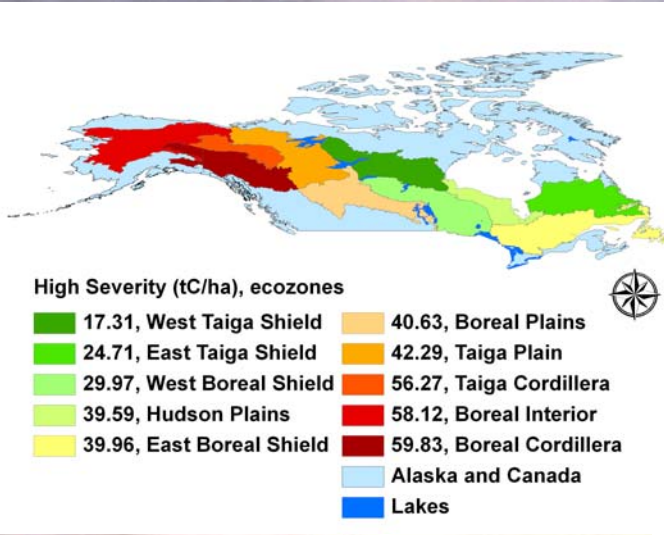 High Severity (tC/ha), ecozones
17.31, West Taiga Shield
24.71, East Taiga Shield
29.97, West Boreal Shield
39.59, Hudson Plains
39.96, East Boreal Shield
40.63, Boreal Plains
42.29, Taiga Plain
56.27, Taiga Cordillera
58.12, Boreal Interior
59.83, Boreal Cordillera
Alaska and Canada
Lakes